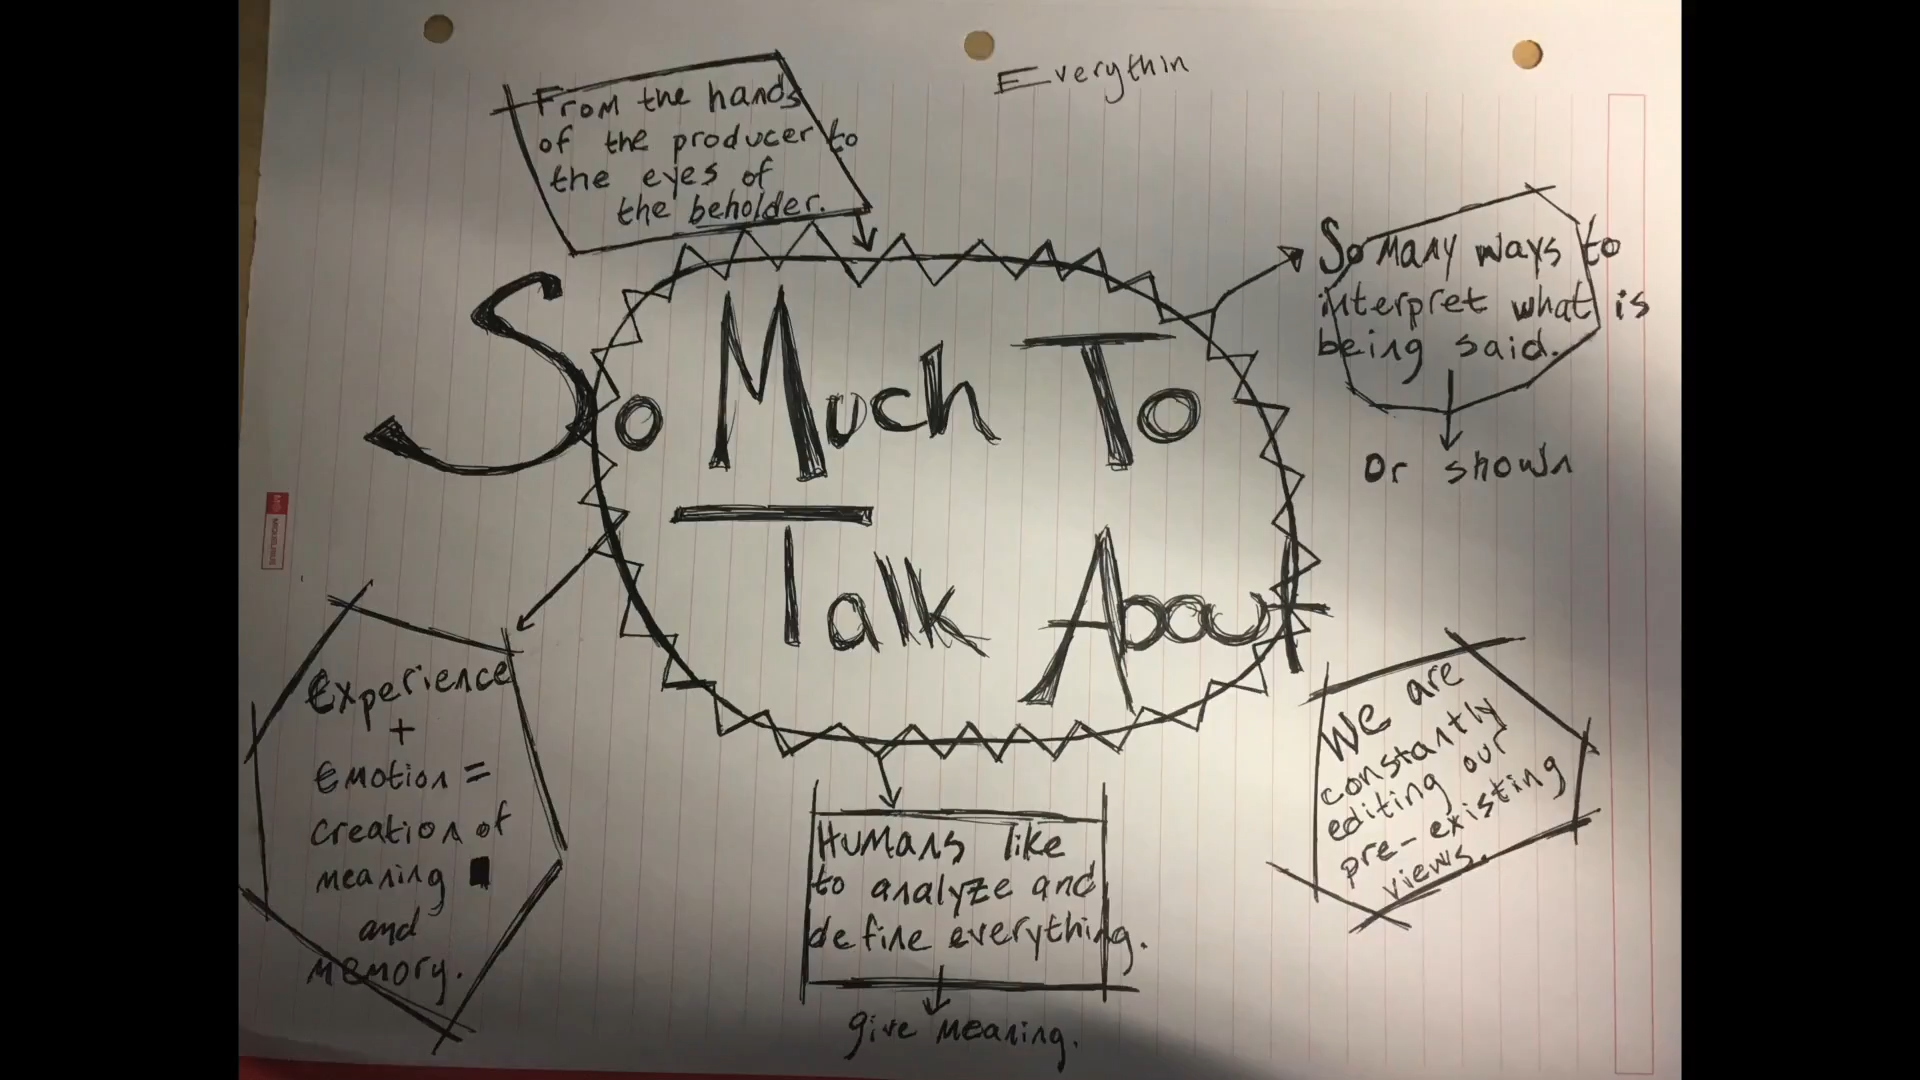 Everythin
From the hands
of the producer to
the eyes of
the beholder.
So many ways to
interpret what is
being said.
Or shown
So Much To
Talk About
Experience
+
Emotion =
creation of
meaning
and
memory.
Humans like
to analyze and
define everything.
give meaning.
We are
constantly
editing our
pre-existing
views.